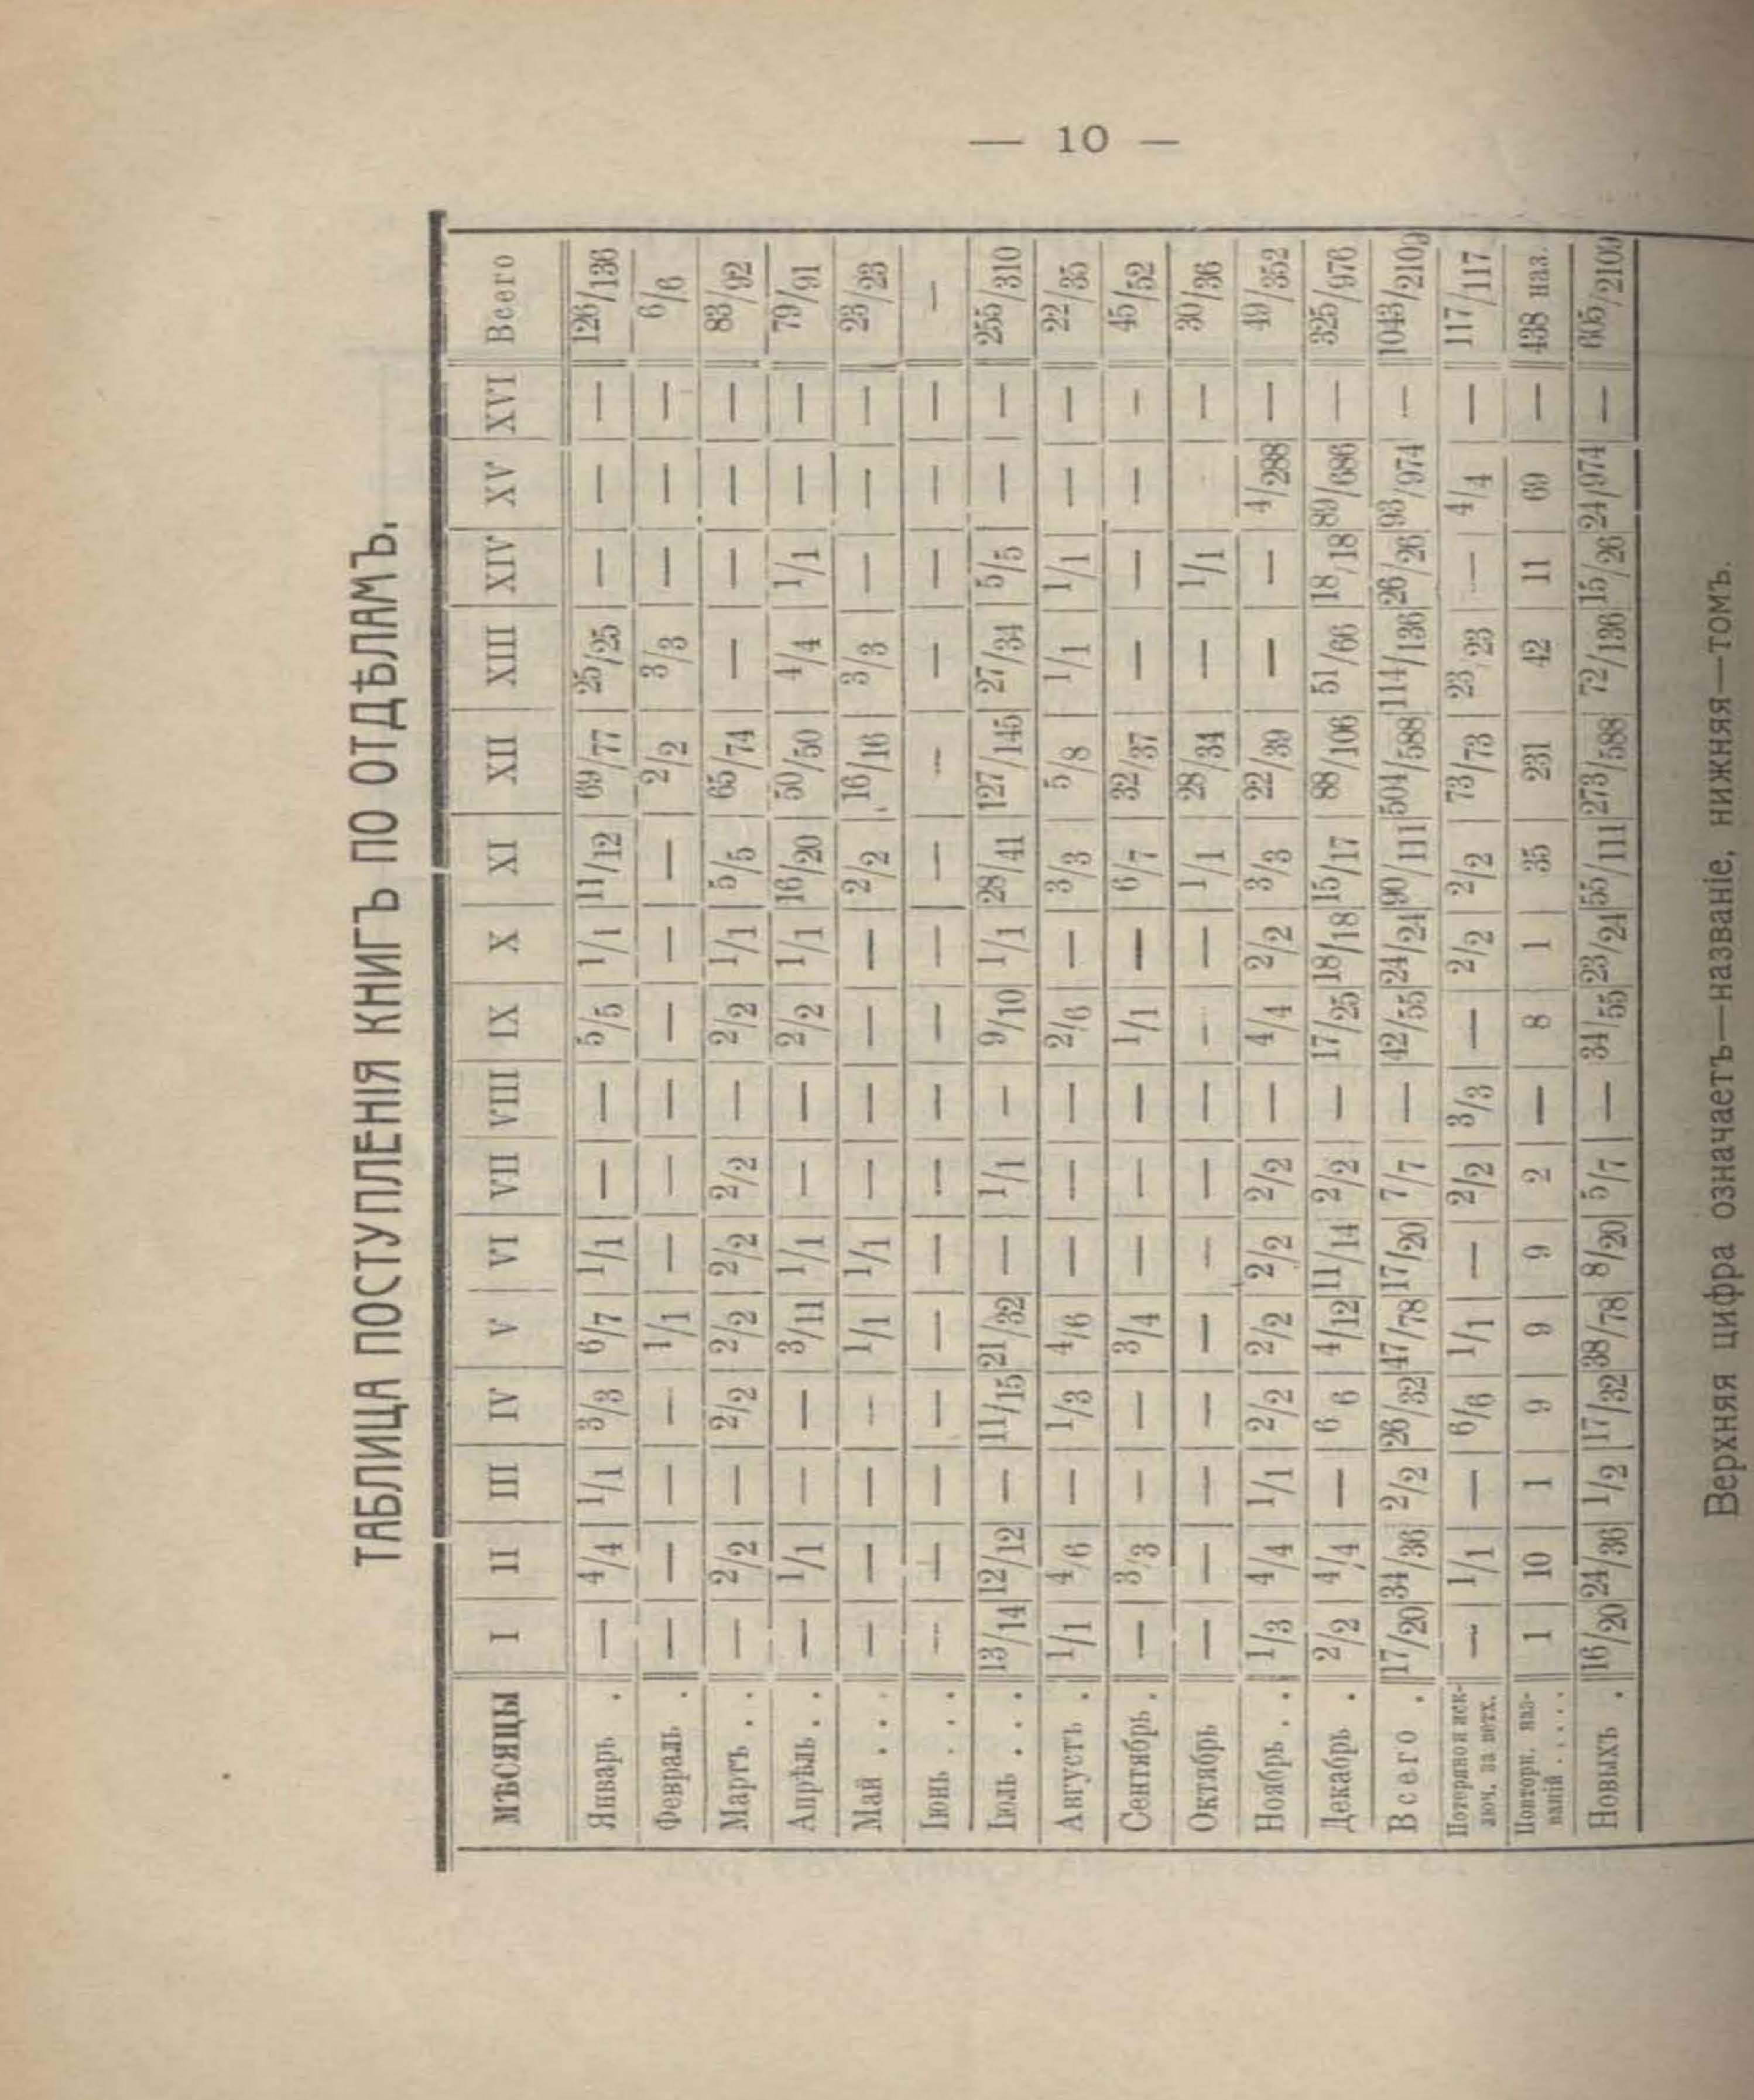 — 10 —
ТАБЛИЦА ПОСТУПЛЕНІЯ КНИГЪ ПО ОТДѢЛАМЪ.
МѢСЯЦЫ I II III IV V VI VII VIII IX X XI XII XIII XIV XV XVI Всего
Январь . — 4/4 1/1 3/3 6/7 1/1 — — 5/5 1/1 11/12 69/77 25/25 — — — 126/136
Февраль . — — — — 1/1 — — — — — — 2/2 3/3 — — — 6/6
Мартъ . . — 2/2 — 2/2 2/2 2/2 2/2 — 2/2 1/1 5/5 65/74 — — — — 83/92
Апрѣль . . — 1/1 — — 3/11 1/1 — — 2/2 1/1 16/20 50/50 4/4 1/1 — — 79/91
Май . . . — — — — 1/1 1/1 — — — — 2/2 16/16 3/3 — — — 23/23
Іюнь . . . — — — — — — — — — — — — — — — — —
Іюль . . . 13/14 12/12 — 11/15 21/32 — 1/1 — 9/10 1/1 28/41 127/145 27/34 5/5 — — 255/310
Августъ . 1/1 4/6 — 1/3 4/6 — — — 2/6 — 3/3 5/8 1/1 1/1 — — 22/35
Сентябрь . — 3/3 — — 3/4 — — — 1/1 — 6/7 32/37 — — — — 45/52
Октябрь — — — — — — — — — — 1/1 28/34 — 1/1 — 30/36
Ноябрь . . 1/3 4/4 1/1 2/2 2/2 2/2 2/2 — 4/4 2/2 3/3 22/39 — — 4/288 — 49/352
Декабрь . 2/2 4/4 — 6 6 4/12 11/14 2/2 — 17/25 18/18 15/17 88/106 51/66 18/18 89/686 — 325/976
Всего . 17/20 34/36 2/2 26/32 47/78 17/20 7/7 — 42/55 24/24 90/111 504/588 114/136 26/26 93/974 — 1043/2109
Потеряно и иск-
люч. за ветх. — 1/1 — 6/6 1/1 — 2/2 3/3 — 2/2 2/2 73/73 23/23 — 4/4 — 117/117
Повторн. наз-
ваній . . . . . 1 10 1 9 9 9 2 — 8 1 35 231 42 11 69 — 438 наз.
Новыхъ . 16/20 24/36 1/2 17/32 38/78 8/20 5/7 — 34/55 23/24 55/111 273/588 72/136 15/26 24/974 — 605/2109
Верхняя цифра означаетъ—названіе, нижняя—томъ.